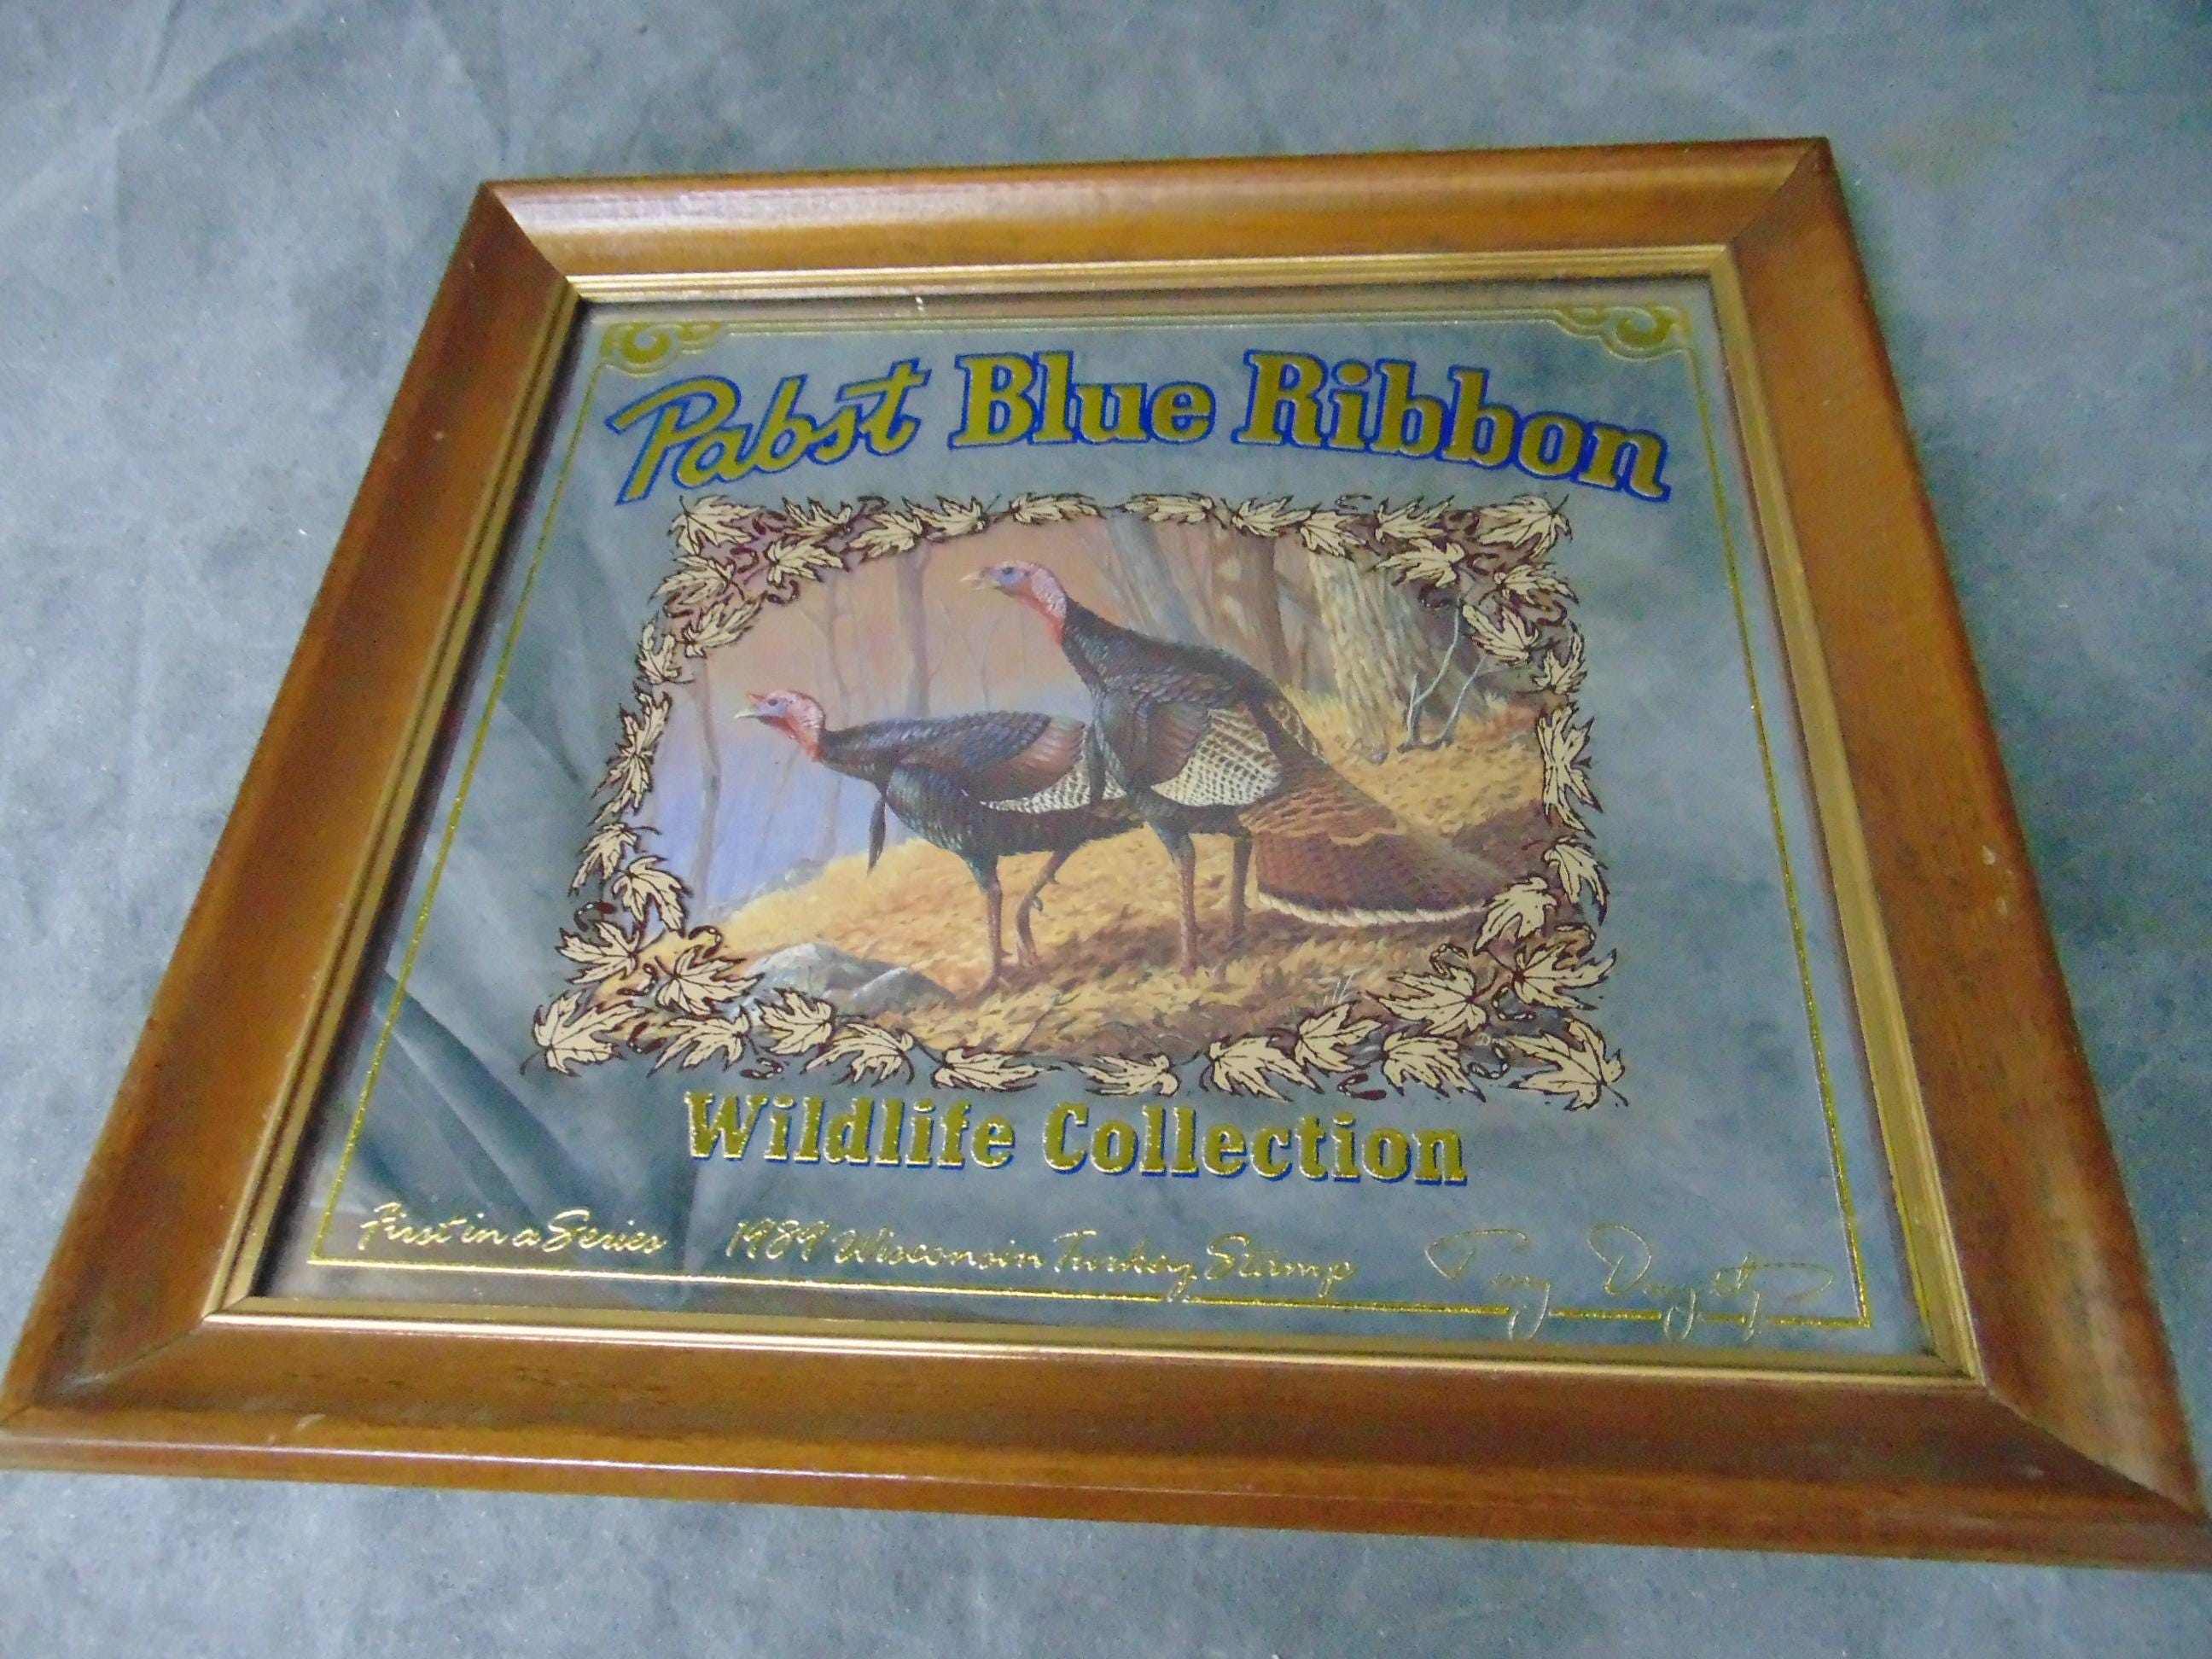 Pabst Blue Ribbon
Wildlife Collection
First in a Series 1989 Wisconsin Turkey Stamp